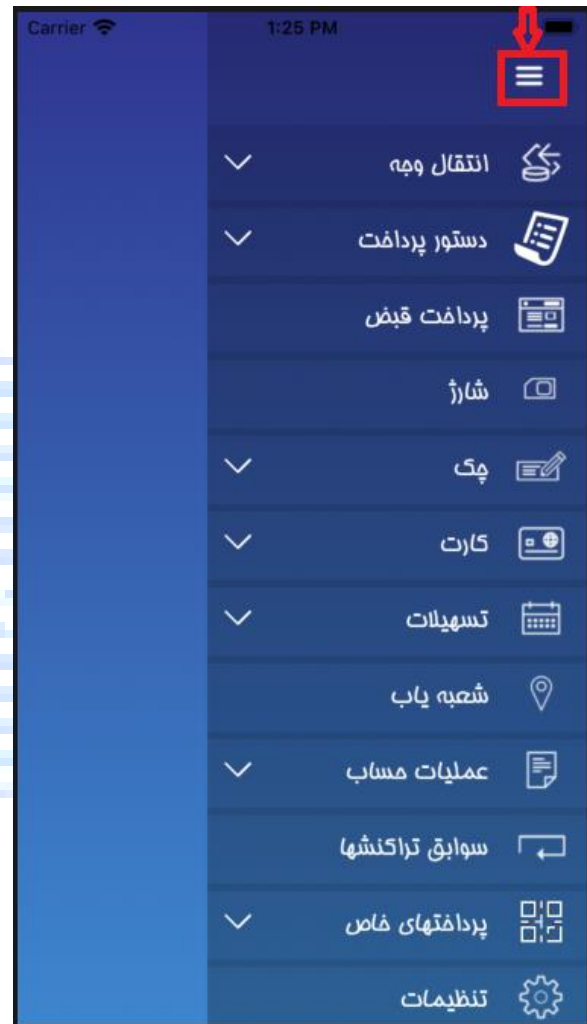 Carrier 1:25 PM
انتقال وجه
دستور پرداخت
پرداخت قبض
شارژ
چک
کارت
تسهیلات
شعبه یاب
عملیات حساب
سوابق تراکنشها
پرداختهای خاص
تنظیمات